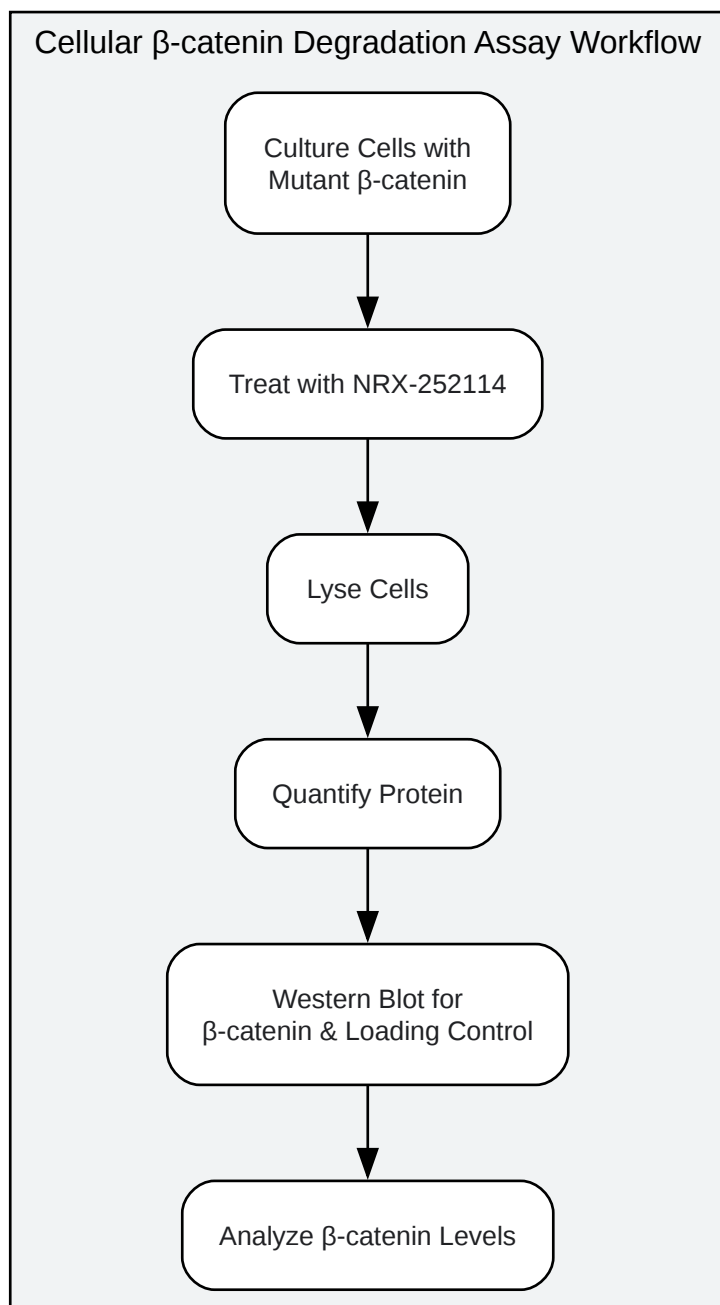 Cellular β-catenin Degradation Assay Workflow
Culture Cells with
Mutant β-catenin
Treat with NRX-252114
Lyse Cells
Quantify Protein
Western Blot for
β-catenin & Loading Control
Analyze β-catenin Levels